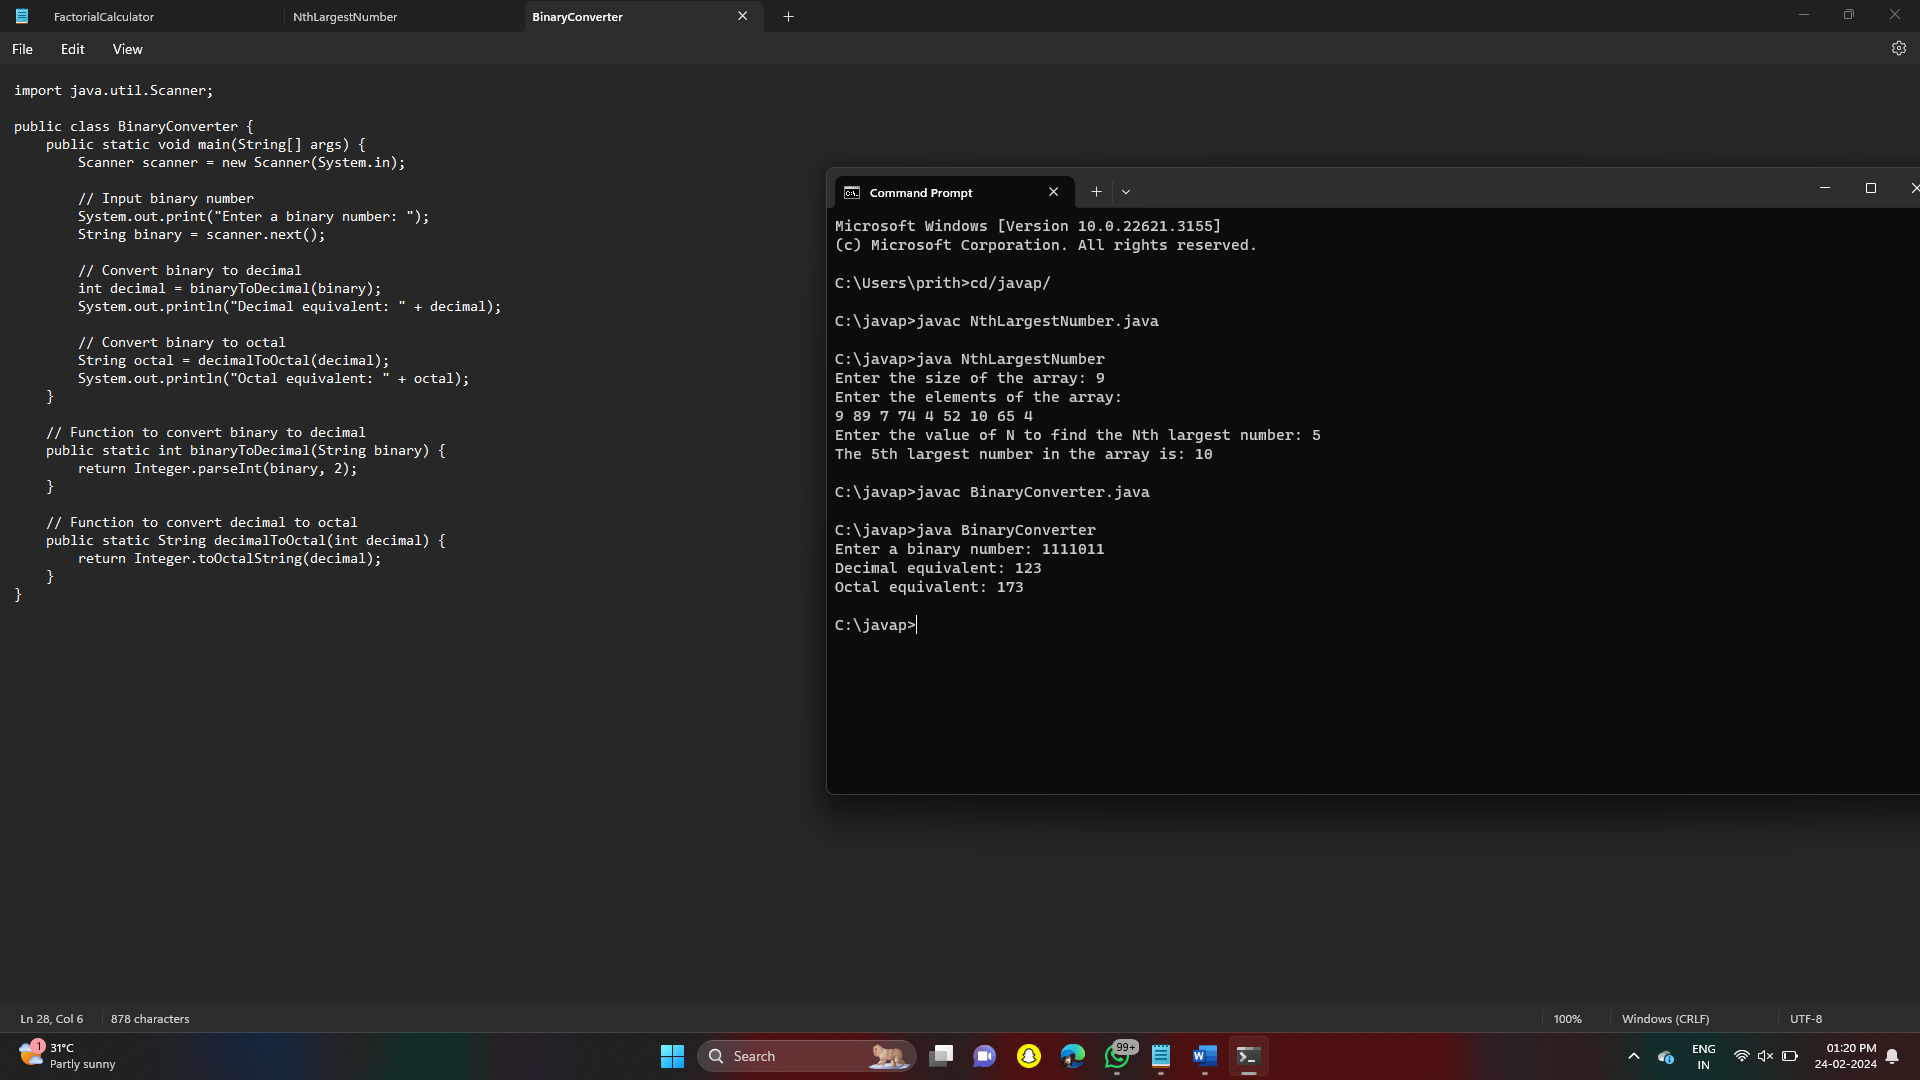 FactorialCalculator
NthLargestNumber
BinaryConverter
File Edit View
import java.util.Scanner;
public class BinaryConverter {
public static void main(String[] args) {
Scanner scanner = new Scanner(System.in);
// Input binary number
System.out.print("Enter a binary number: ");
String binary = scanner.next();
// Convert binary to decimal
int decimal = binaryToDecimal(binary);
System.out.println("Decimal equivalent: " + decimal);
// Convert binary to octal
String octal = decimalToOctal(decimal);
System.out.println("Octal equivalent: " + octal);
}
// Function to convert binary to decimal
public static int binaryToDecimal(String binary) {
return Integer.parseInt(binary, 2);
}
// Function to convert decimal to octal
public static String decimalToOctal(int decimal) {
return Integer.toOctalString(decimal);
}
}
Command Prompt
Microsoft Windows [Version 10.0.22621.3155]
(c) Microsoft Corporation. All rights reserved.
C:\Users\prith>cd/javap/
C:\javap>javac NthLargestNumber.java
C:\javap>java NthLargestNumber
Enter the size of the array: 9
Enter the elements of the array:
9 89 7 74 4 52 10 65 4
Enter the value of N to find the Nth largest number: 5
The 5th largest number in the array is: 10
C:\javap>javac BinaryConverter.java
C:\javap>java BinaryConverter
Enter a binary number: 1111011
Decimal equivalent: 123
Octal equivalent: 173
C:\javap>
Ln 28, Col 6
878 characters
100%
Windows (CRLF)
UTF-8
1
31°C
Partly sunny
Search
99+
W
ENG
IN
01:20 PM
24-02-2024